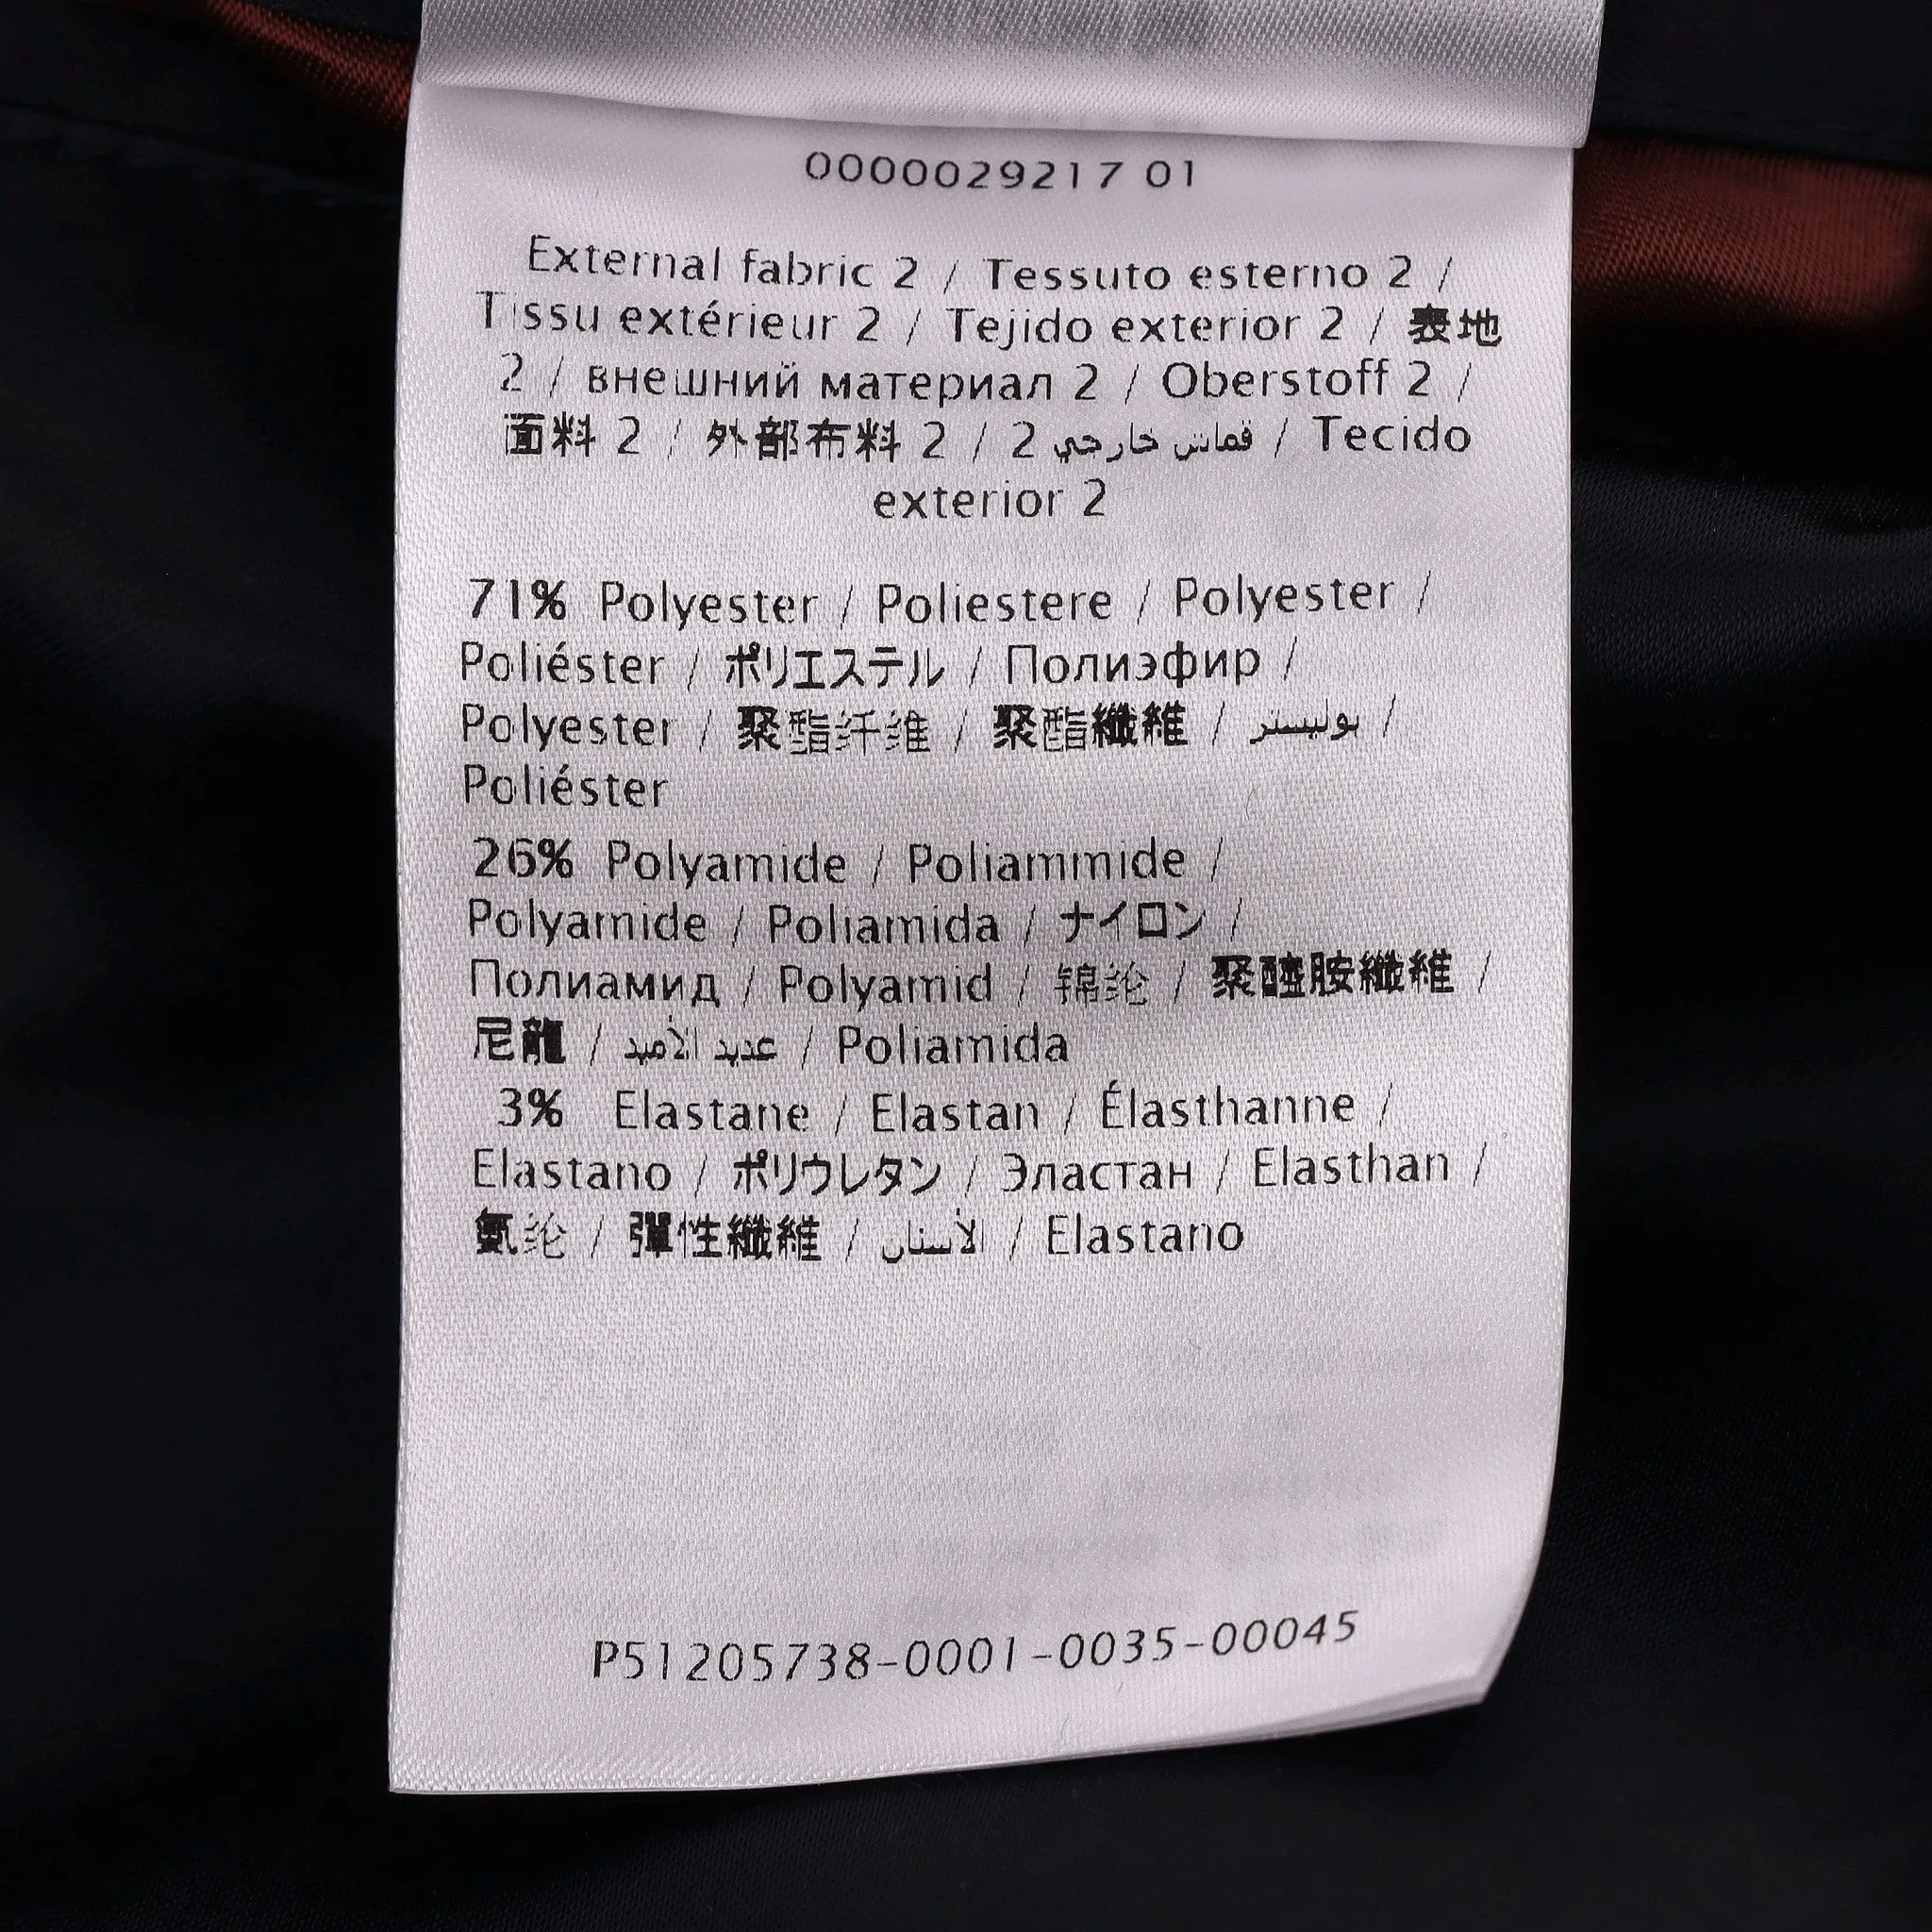 0000029217 01
External fabric 2 / Tessuto esterno 2 /
Tissu extérieur 2 / Tejido exterior 2 / 表地
2 / внешний материал 2 / Oberstoff 2 /
面料 2 / 外部布料 2 / 2 قماش خارجي / Tecido
exterior 2
71% Polyester / Poliestere / Polyester /
Poliéster / ポリエステル / Полиэфир /
Polyester / 聚酯纤维 / 聚酯纖維 / بوليستر /
Poliéster
26% Polyamide / Poliammide /
Polyamide / Poliamida / ナイロン /
Полиамид / Polyamid / 锦纶 / 聚醯胺纖維 /
尼龍 / عديد الأميد / Poliamida
3% Elastane / Elastan / Élasthanne /
Elastano / ポリウレタン / Эластан / Elasthan /
氨纶 / 彈性纖維 / الأستان / Elastano
P51205738-0001-0035-00045